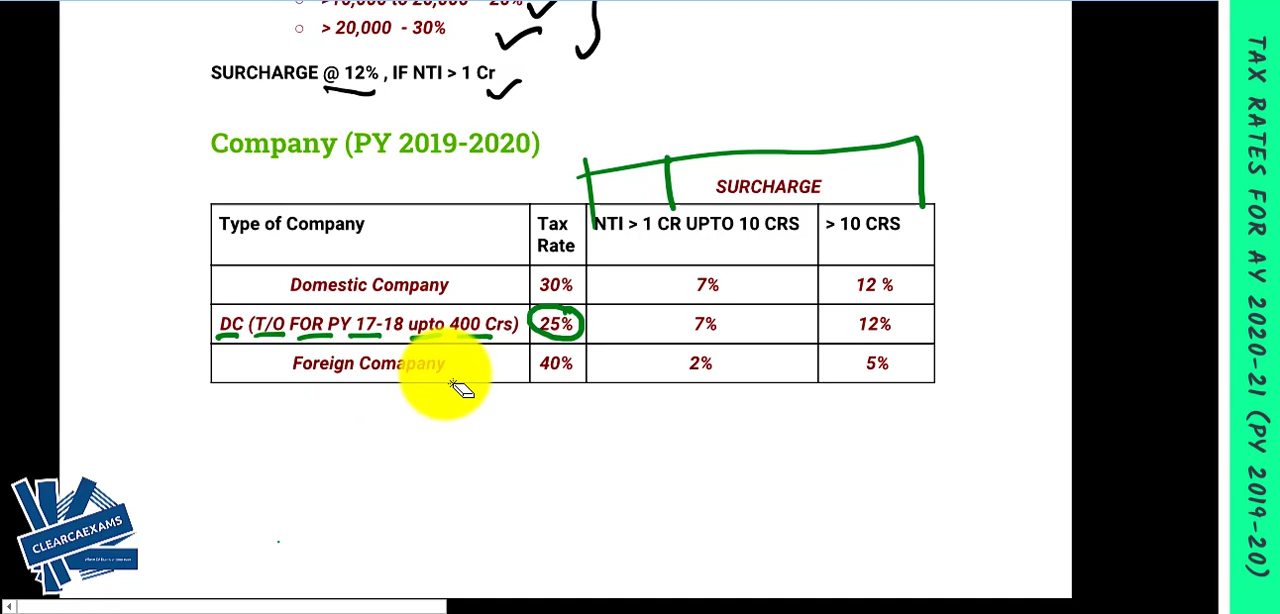 > 20,000 - 30%
SURCHARGE @ 12% , IF NTI > 1 Cr
Company (PY 2019-2020)
SURCHARGE
Type of Company
Tax Rate
NTI > 1 CR UPTO 10 CRS
> 10 CRS
Domestic Company
30%
7%
12 %
DC (T/O FOR PY 17-18 upto 400 Crs)
25%
7%
12%
Foreign Comapany
40%
2%
5%
CLEARCAEXAMS
TAX RATES FOR AY 2020-21 (PY 2019-20)